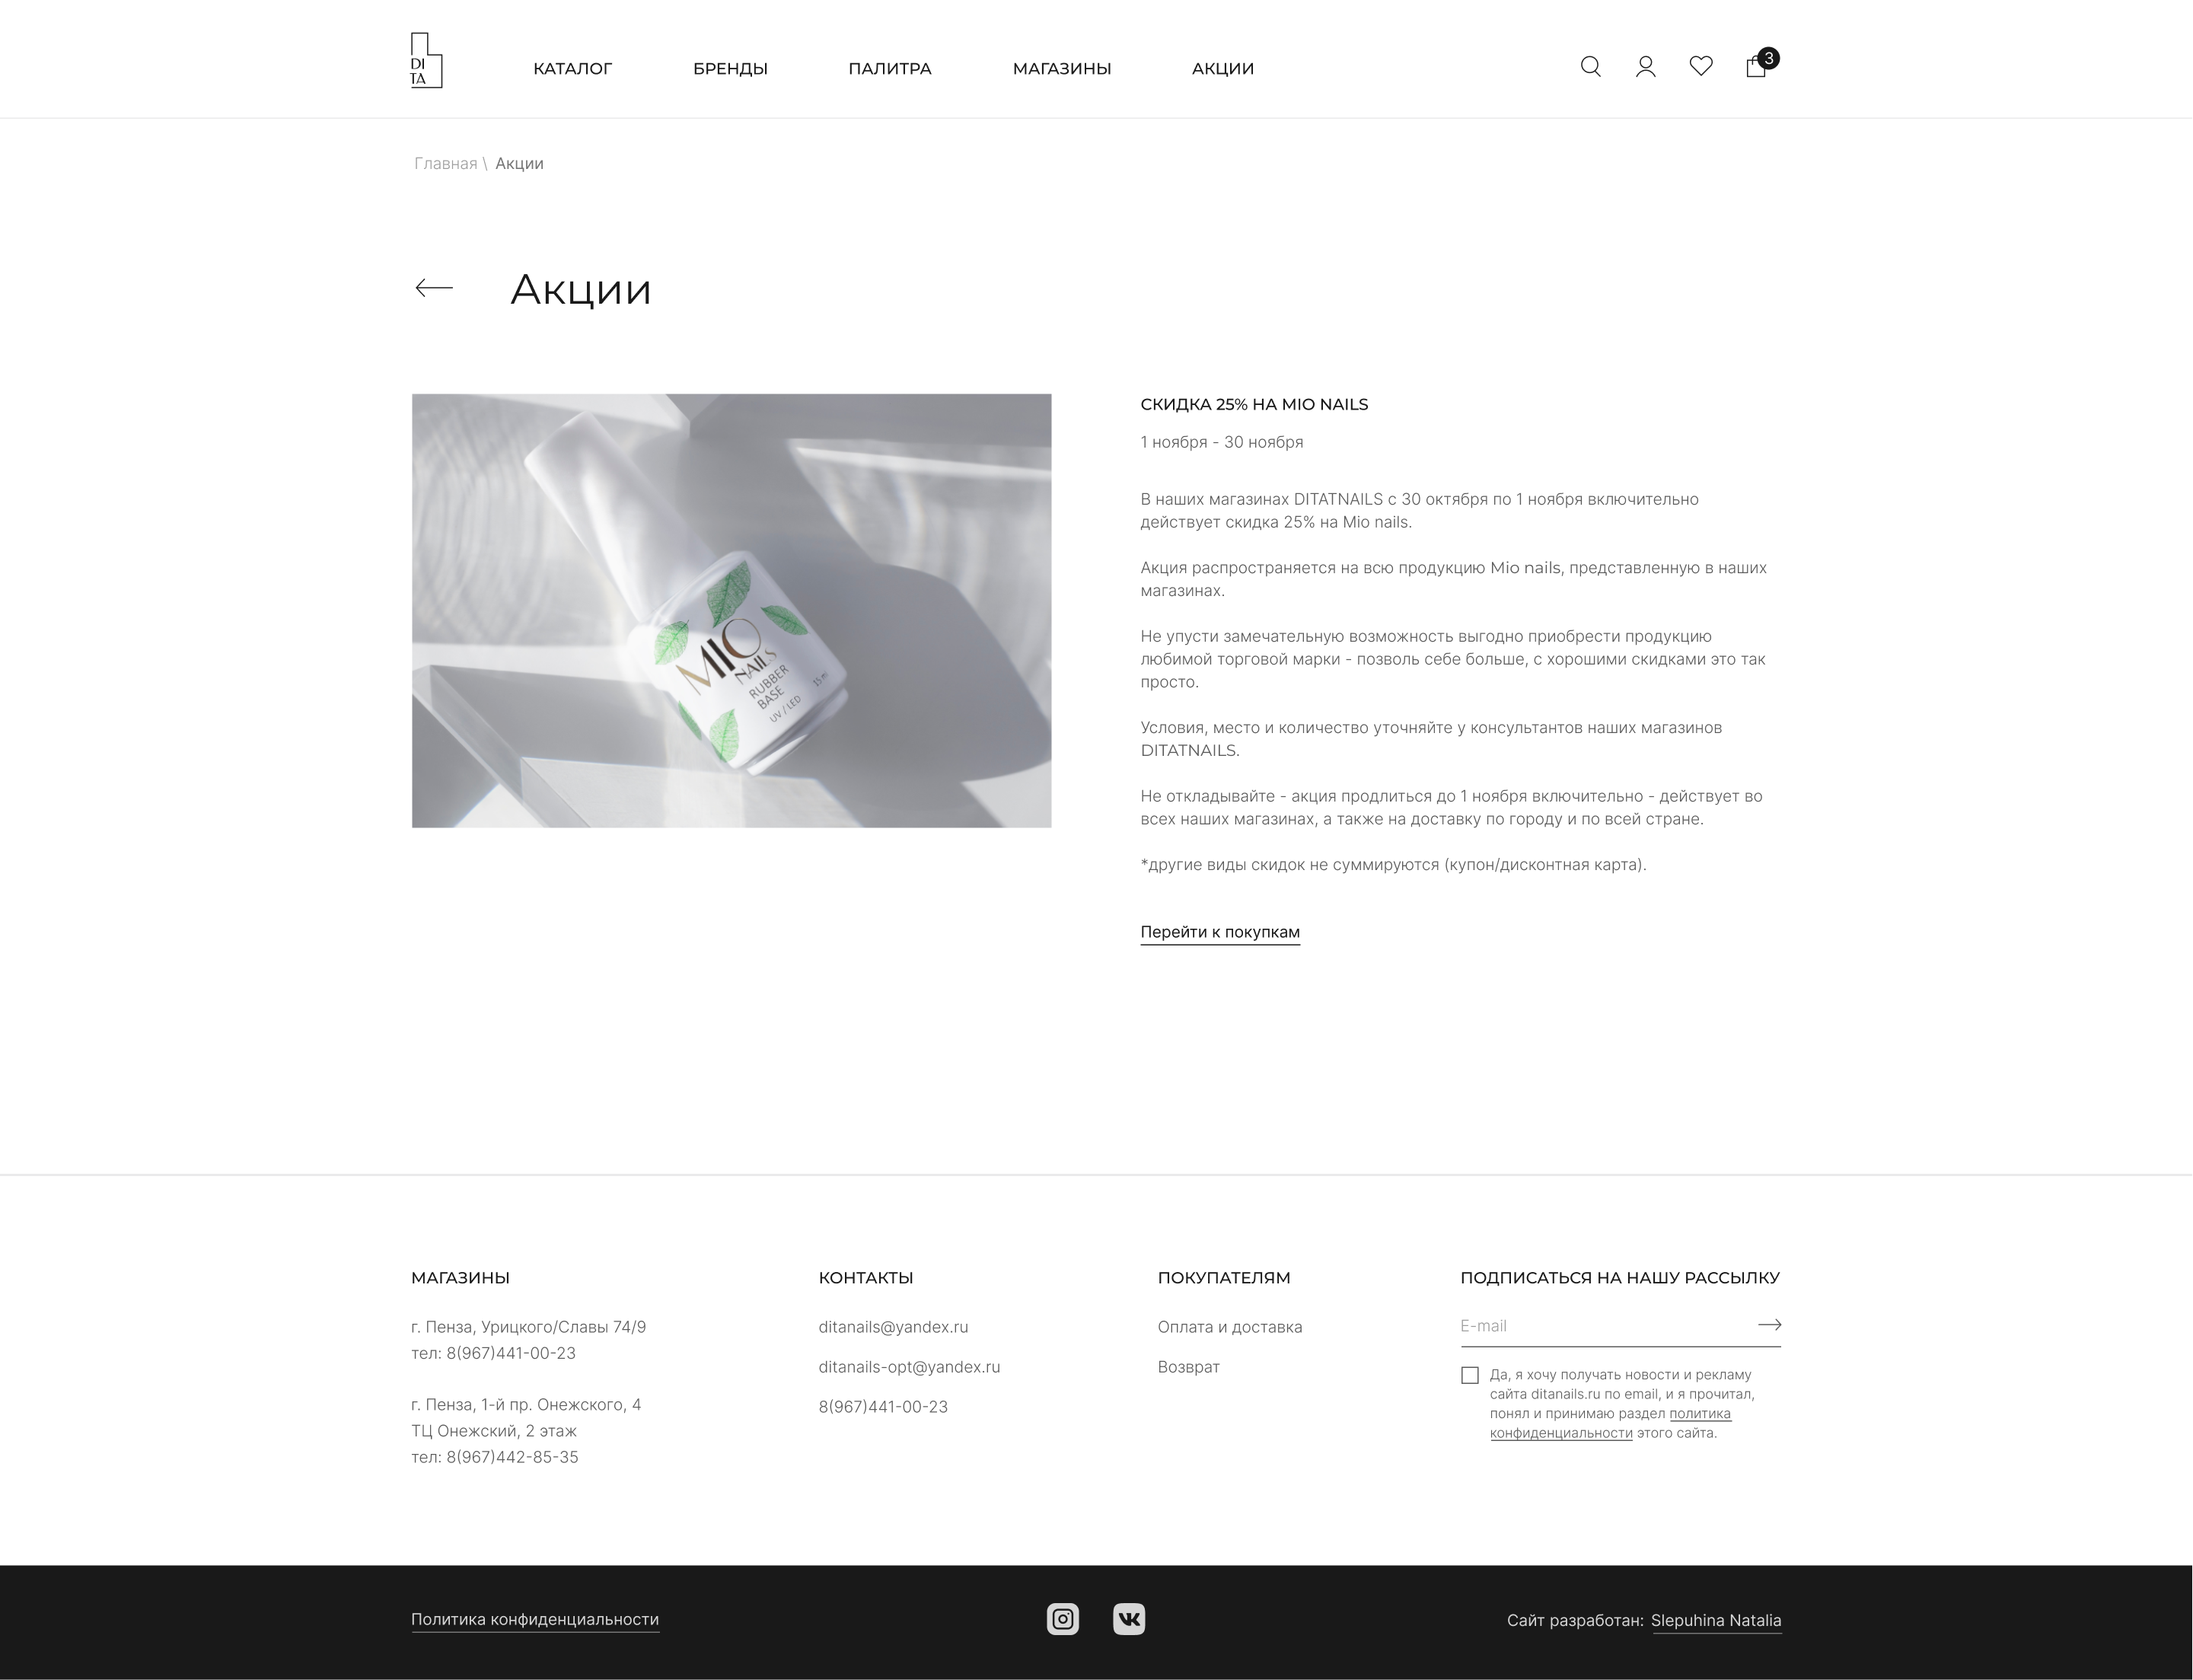 DI
TA
КАТАЛОГ
БРЕНДЫ
ПАЛИТРА
МАГАЗИНЫ
АКЦИИ
3
Главная \ Акции
Акции
MIO
NAILS
RUBBER
BASE
UV / LED
15 ml
СКИДКА 25% НА MIO NAILS
1 ноября - 30 ноября
В наших магазинах DITATNAILS с 30 октября по 1 ноября включительно
действует скидка 25% на Mio nails.
Акция распространяется на всю продукцию Mio nails, представленную в наших
магазинах.
Не упусти замечательную возможность выгодно приобрести продукцию
любимой торговой марки - позволь себе больше, с хорошими скидками это так
просто.
Условия, место и количество уточняйте у консультантов наших магазинов
DITATNAILS.
Не откладывайте - акция продлиться до 1 ноября включительно - действует во
всех наших магазинах, а также на доставку по городу и по всей стране.
*другие виды скидок не суммируются (купон/дисконтная карта).
Перейти к покупкам
МАГАЗИНЫ
г. Пенза, Урицкого/Славы 74/9
тел: 8(967)441-00-23
г. Пенза, 1-й пр. Онежского, 4
ТЦ Онежский, 2 этаж
тел: 8(967)442-85-35
КОНТАКТЫ
ditanails@yandex.ru
ditanails-opt@yandex.ru
8(967)441-00-23
ПОКУПАТЕЛЯМ
Оплата и доставка
Возврат
ПОДПИСАТЬСЯ НА НАШУ РАССЫЛКУ
E-mail
Да, я хочу получать новости и рекламу
сайта ditanails.ru по email, и я прочитал,
понял и принимаю раздел политика
конфиденциальности этого сайта.
Политика конфиденциальности
Сайт разработан: Slepuhina Natalia